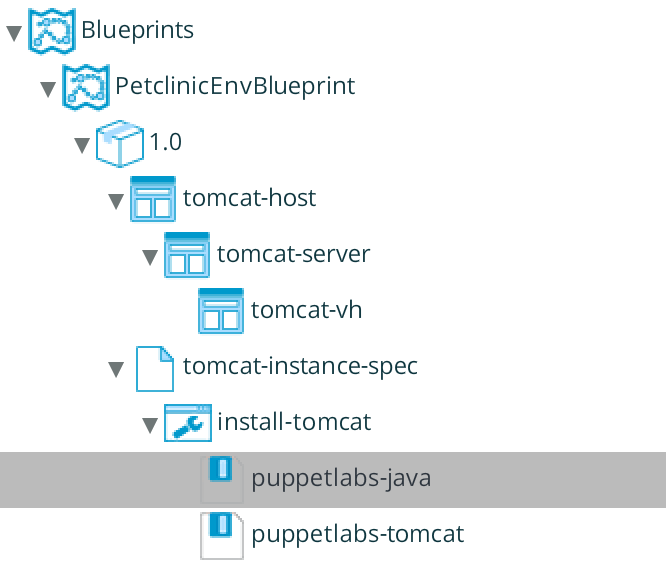 Blueprints
PetclinicEnvBlueprint
1.0
tomcat-host
tomcat-server
tomcat-vh
tomcat-instance-spec
install-tomcat
puppetlabs-java
puppetlabs-tomcat